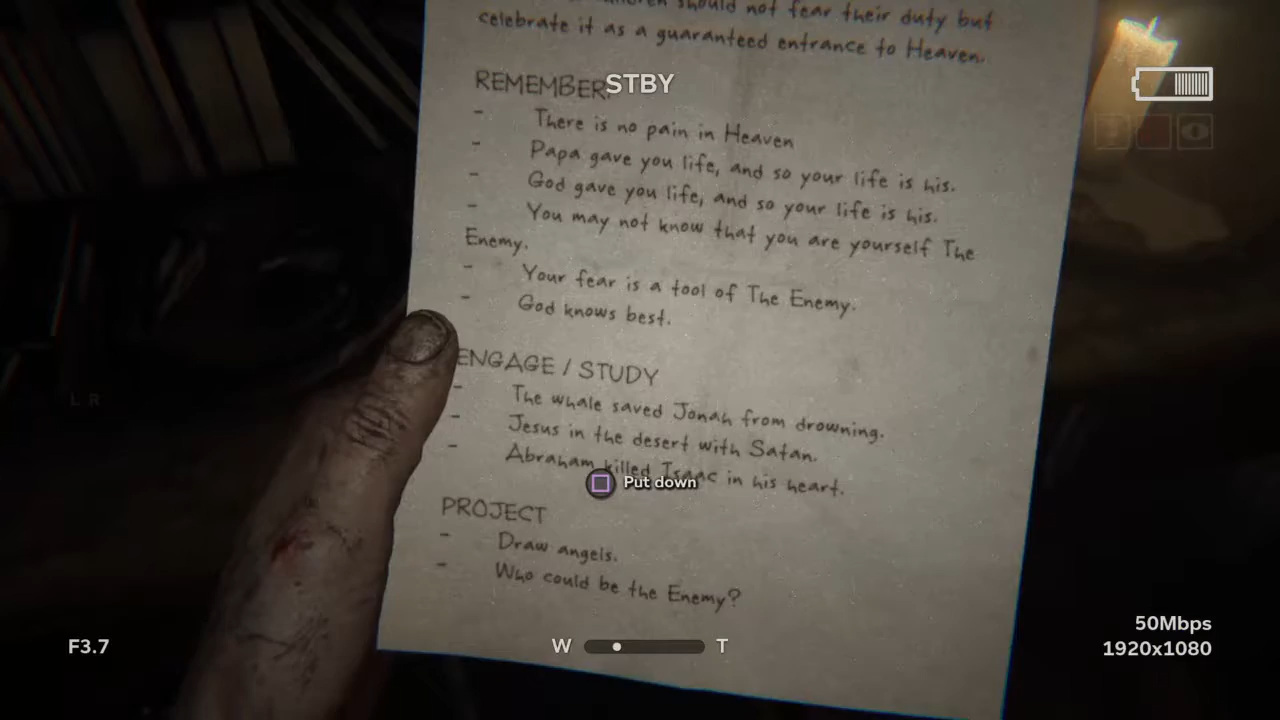 children should not fear their duty but
celebrate it as a guaranteed entrance to Heaven.
REMEMBER:
STBY
- There is no pain in Heaven
- Papa gave you life, and so your life is his.
- God gave you life, and so your life is his.
- You may not know that you are yourself The
Enemy.
- Your fear is a tool of The Enemy.
- God knows best.
ENGAGE / STUDY
L R
- The whale saved Jonah from drowning.
- Jesus in the desert with Satan.
- Abraham killed Isaac in his heart.
Put down
PROJECT
- Draw angels.
- Who could be the Enemy?
F3.7
W T
50Mbps
1920x1080